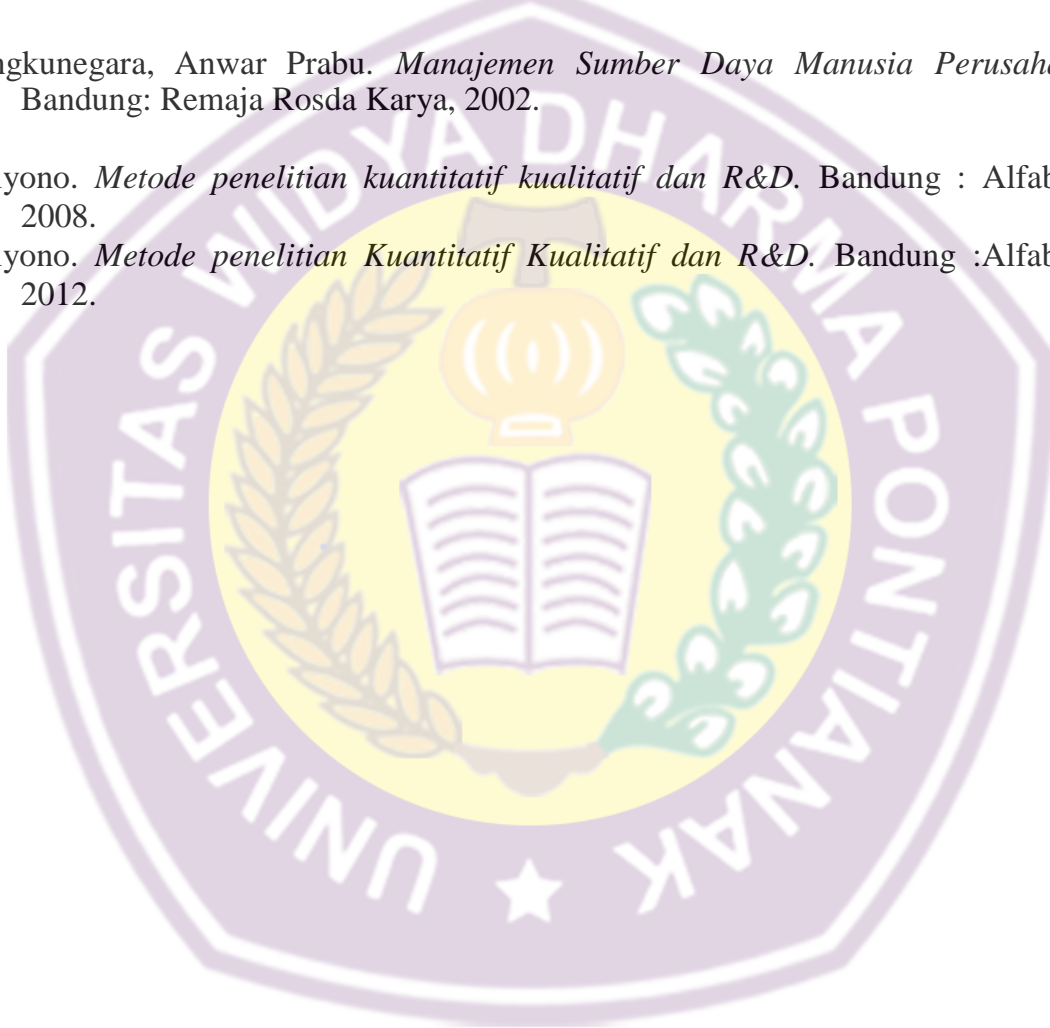 ngkunegara, Anwar Prabu. Manajemen Sumber Daya Manusia Perusaha
Bandung: Remaja Rosda Karya, 2002.
yono. Metode penelitian kuantitatif kualitatif dan R&D. Bandung : Alfab
2008.
yono. Metode penelitian Kuantitatif Kualitatif dan R&D. Bandung :Alfab
2012.
UNIVERSITAS WIDYA DHARMA PONTIANAK